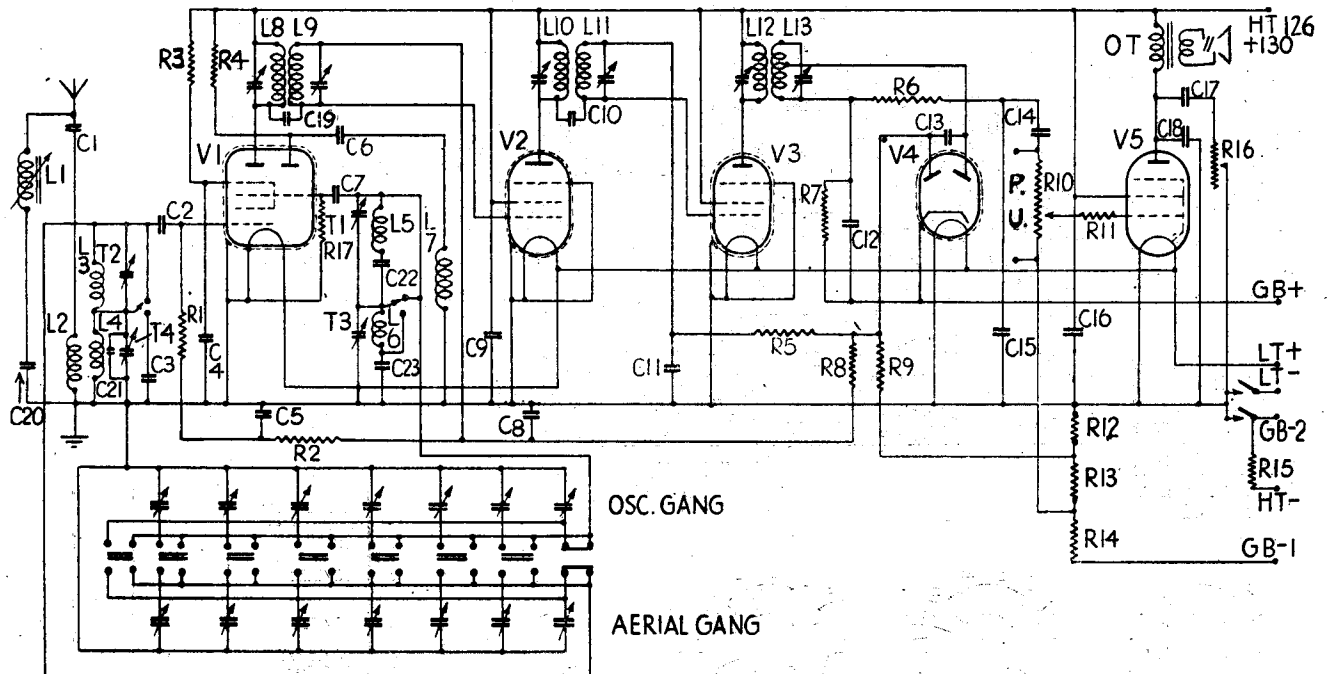 L8 L9
L10 L11
L12 L13
HT 126
+130
OT
R3
R4
C19
C10
R6
C17
C1
V1
C6
V2
V3
C13
V4
C14
C18
V5
R16
L1
C7
T1
R17
L5
L7
R7
P.U.
R10
R11
C2
L3
T2
C22
C12
GB+
L2
L4
T4
R1
T3
L6
C9
R5
C16
C20
C21
C3
C4
C23
C11
R8
R9
C15
LT+
LT-
C5
C8
R12
GB-2
R2
R13
R15
HT-
R14
GB-1
OSC. GANG
AERIAL GANG